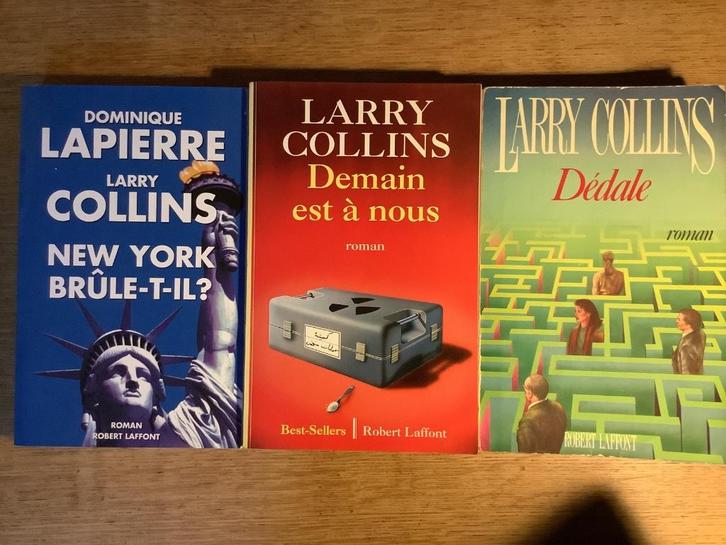 DOMINIQUE
LAPIERRE
LARRY
COLLINS
NEW YORK
BRÛLE-T-IL?
ROMAN
ROBERT LAFFONT
LARRY
COLLINS
Demain
est à nous
roman
Best-Sellers | Robert Laffont
LARRY COLLINS
Dédale
roman
ROBERT LAFFONT